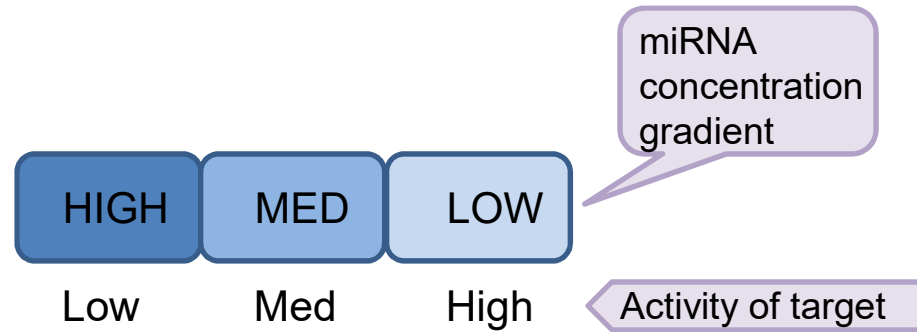 miRNA
concentration
gradient
HIGH MED LOW
Low Med High Activity of target